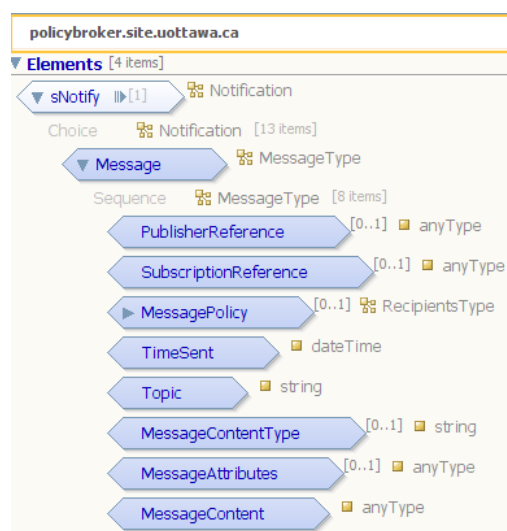 policybroker.site.uottawa.ca
Elements [4 items]
sNotify [1] Notification
Choice Notification [13 items]
Message MessageType
Sequence MessageType [8 items]
PublisherReference [0..1] anyType
SubscriptionReference [0..1] anyType
MessagePolicy [0..1] RecipientsType
TimeSent dateTime
Topic string
MessageContentType [0..1] string
MessageAttributes [0..1] anyType
MessageContent anyType